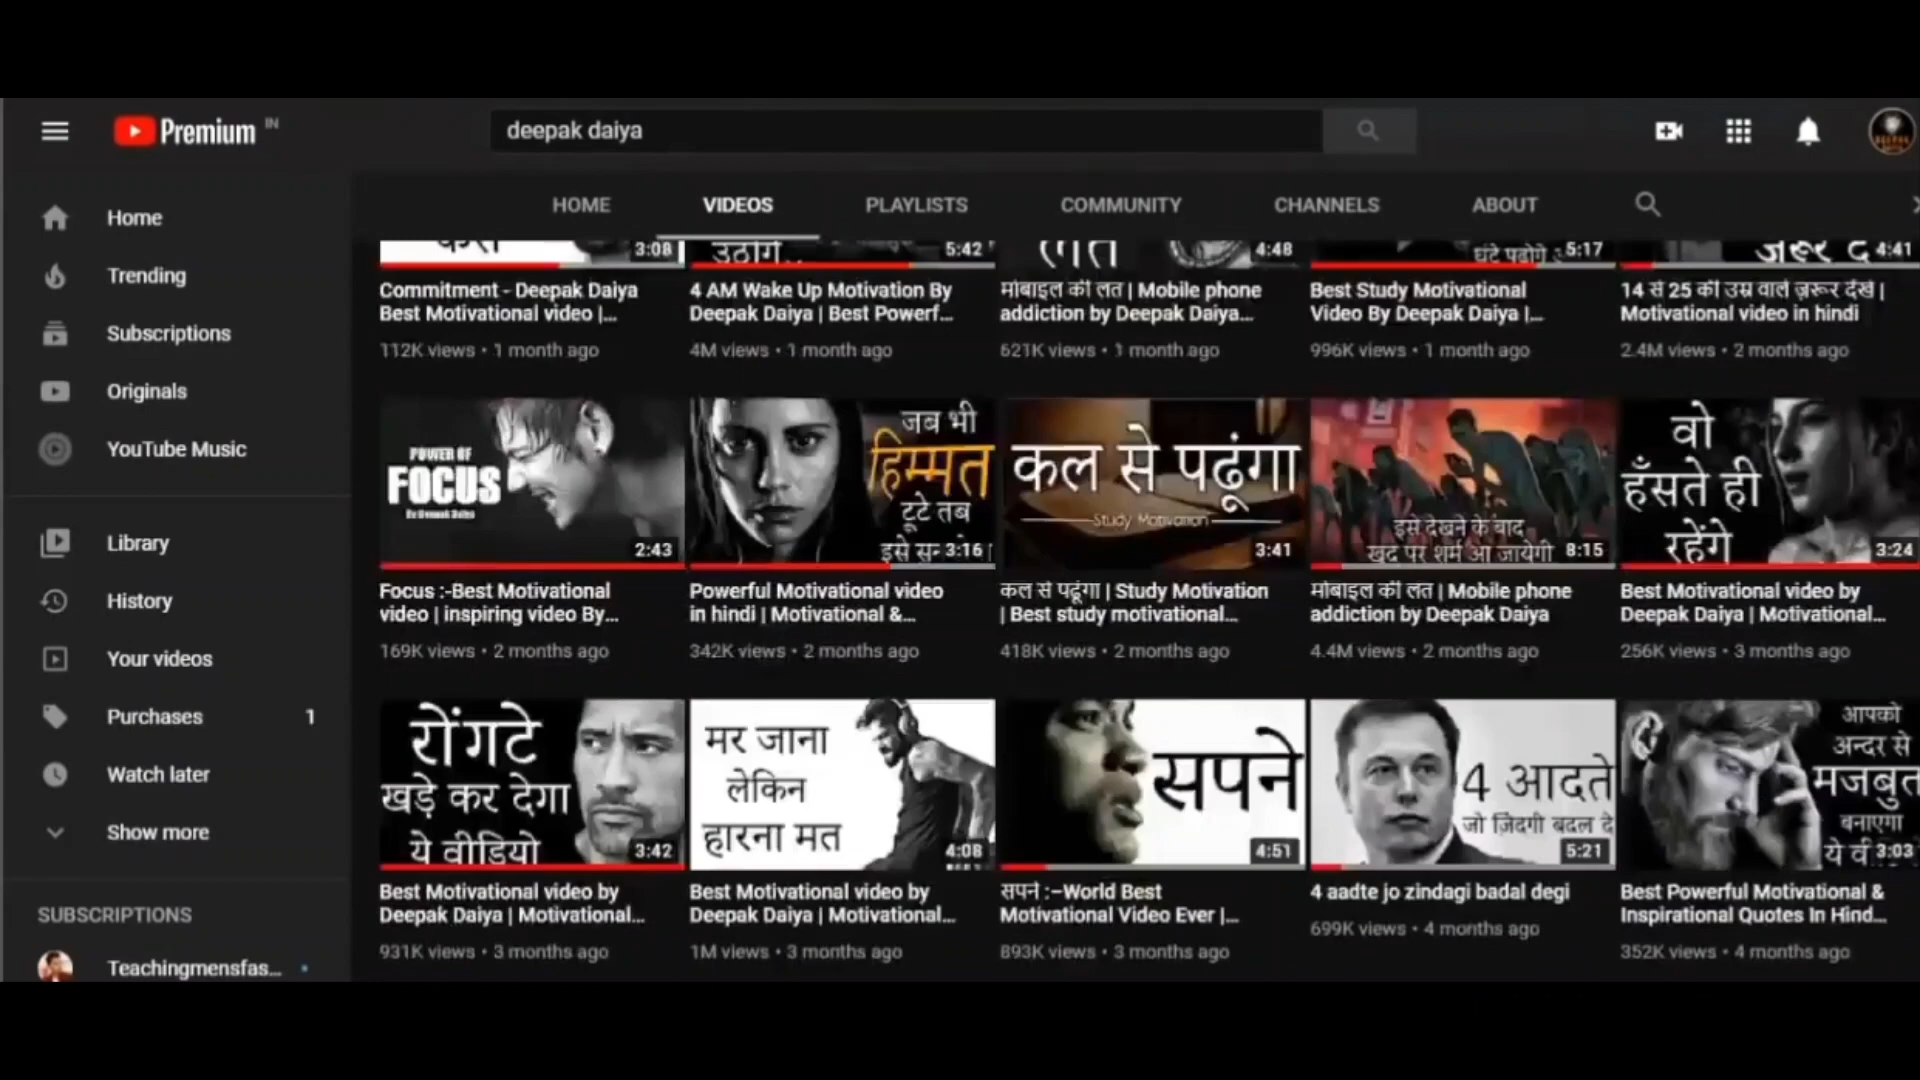 Premium IN
deepak daiya
HOME VIDEOS PLAYLISTS COMMUNITY CHANNELS ABOUT
Home
Trending
Subscriptions
Originals
YouTube Music
Library
History
Your videos
Purchases 1
Watch later
Show more
SUBSCRIPTIONS
Teachingmensfas...
3:08
5:42
4:48
5:17
4:41
Commitment - Deepak Daiya
Best Motivational video |...
112K views • 1 month ago
4 AM Wake Up Motivation By
Deepak Daiya | Best Powerf...
4M views • 1 month ago
मोबाइल की लत | Mobile phone
addiction by Deepak Daiya...
621K views • 1 month ago
Best Study Motivational
Video By Deepak Daiya |...
996K views • 1 month ago
14 से 25 की उम्र वाले ज़रूर देखें |
Motivational video in hindi
2.4M views • 2 months ago
POWER OF
FOCUS
By Deepak Daiya
2:43
Focus :-Best Motivational
video | inspiring video By...
169K views • 2 months ago
जब भी
हिम्मत
टूटे तब
इसे
3:16
Powerful Motivational video
in hindi | Motivational &...
342K views • 2 months ago
कल से पढूंगा
Study Motivation
3:41
कल से पढूंगा | Study Motivation
| Best study motivational...
418K views • 2 months ago
इसे देखने के बाद
खुद पर शर्म आ जायेगी
8:15
मोबाइल की लत | Mobile phone
addiction by Deepak Daiya
4.4M views • 2 months ago
वो
हँसते ही
रहेंगे
3:24
Best Motivational video by
Deepak Daiya | Motivational...
256K views • 3 months ago
रोंगटे
खड़े कर देगा
ये वीडियो
3:42
Best Motivational video by
Deepak Daiya | Motivational...
931K views • 3 months ago
मर जाना
लेकिन
हारना मत
4:08
Best Motivational video by
Deepak Daiya | Motivational...
1M views • 3 months ago
सपने
4:51
सपने :–World Best
Motivational Video Ever |...
893K views • 3 months ago
4 आदते
जो ज़िंदगी बदल दे
5:21
4 aadte jo zindagi badal degi
699K views • 4 months ago
आपको
अन्दर से
मजबुत
बनाएगा
ये
3:03
Best Powerful Motivational &
Inspirational Quotes In Hind...
352K views • 4 months ago